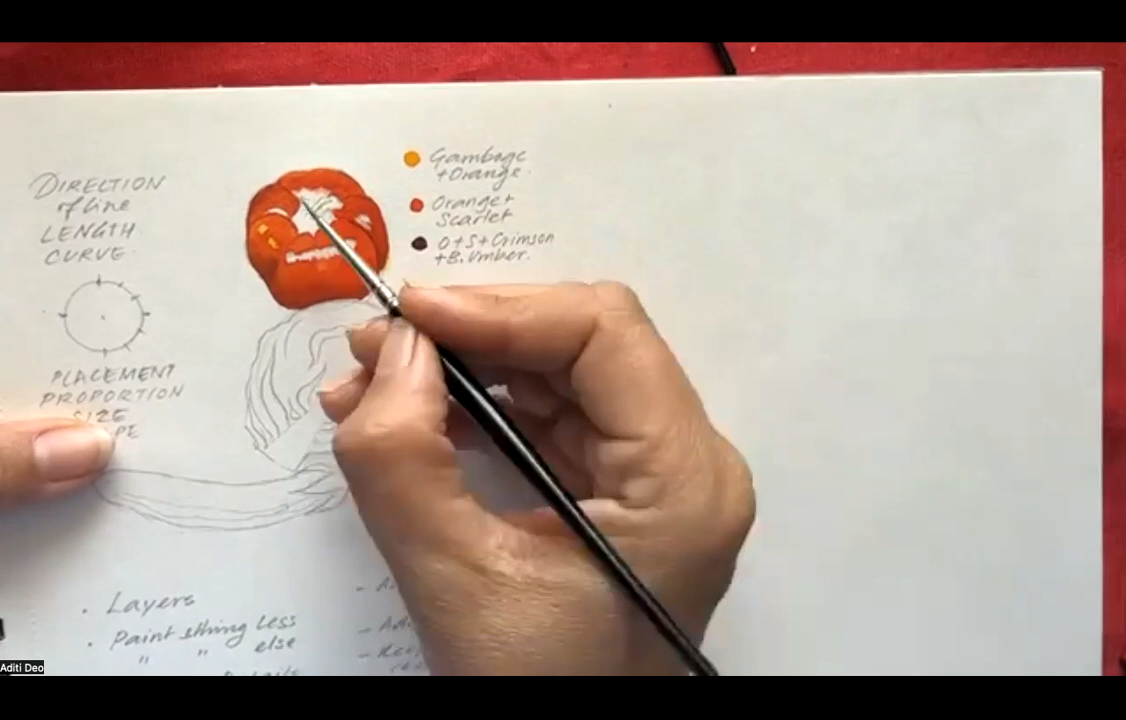 DIRECTION
of line
LENGTH
CURVE
PLACEMENT
PROPORTION
SIZE
Gamboge
+ Orange
Orange +
Scarlet
O + S + Crimson
+ B. Umber.
• Layers
• Paint sthing less
" " else
Aditi Deo